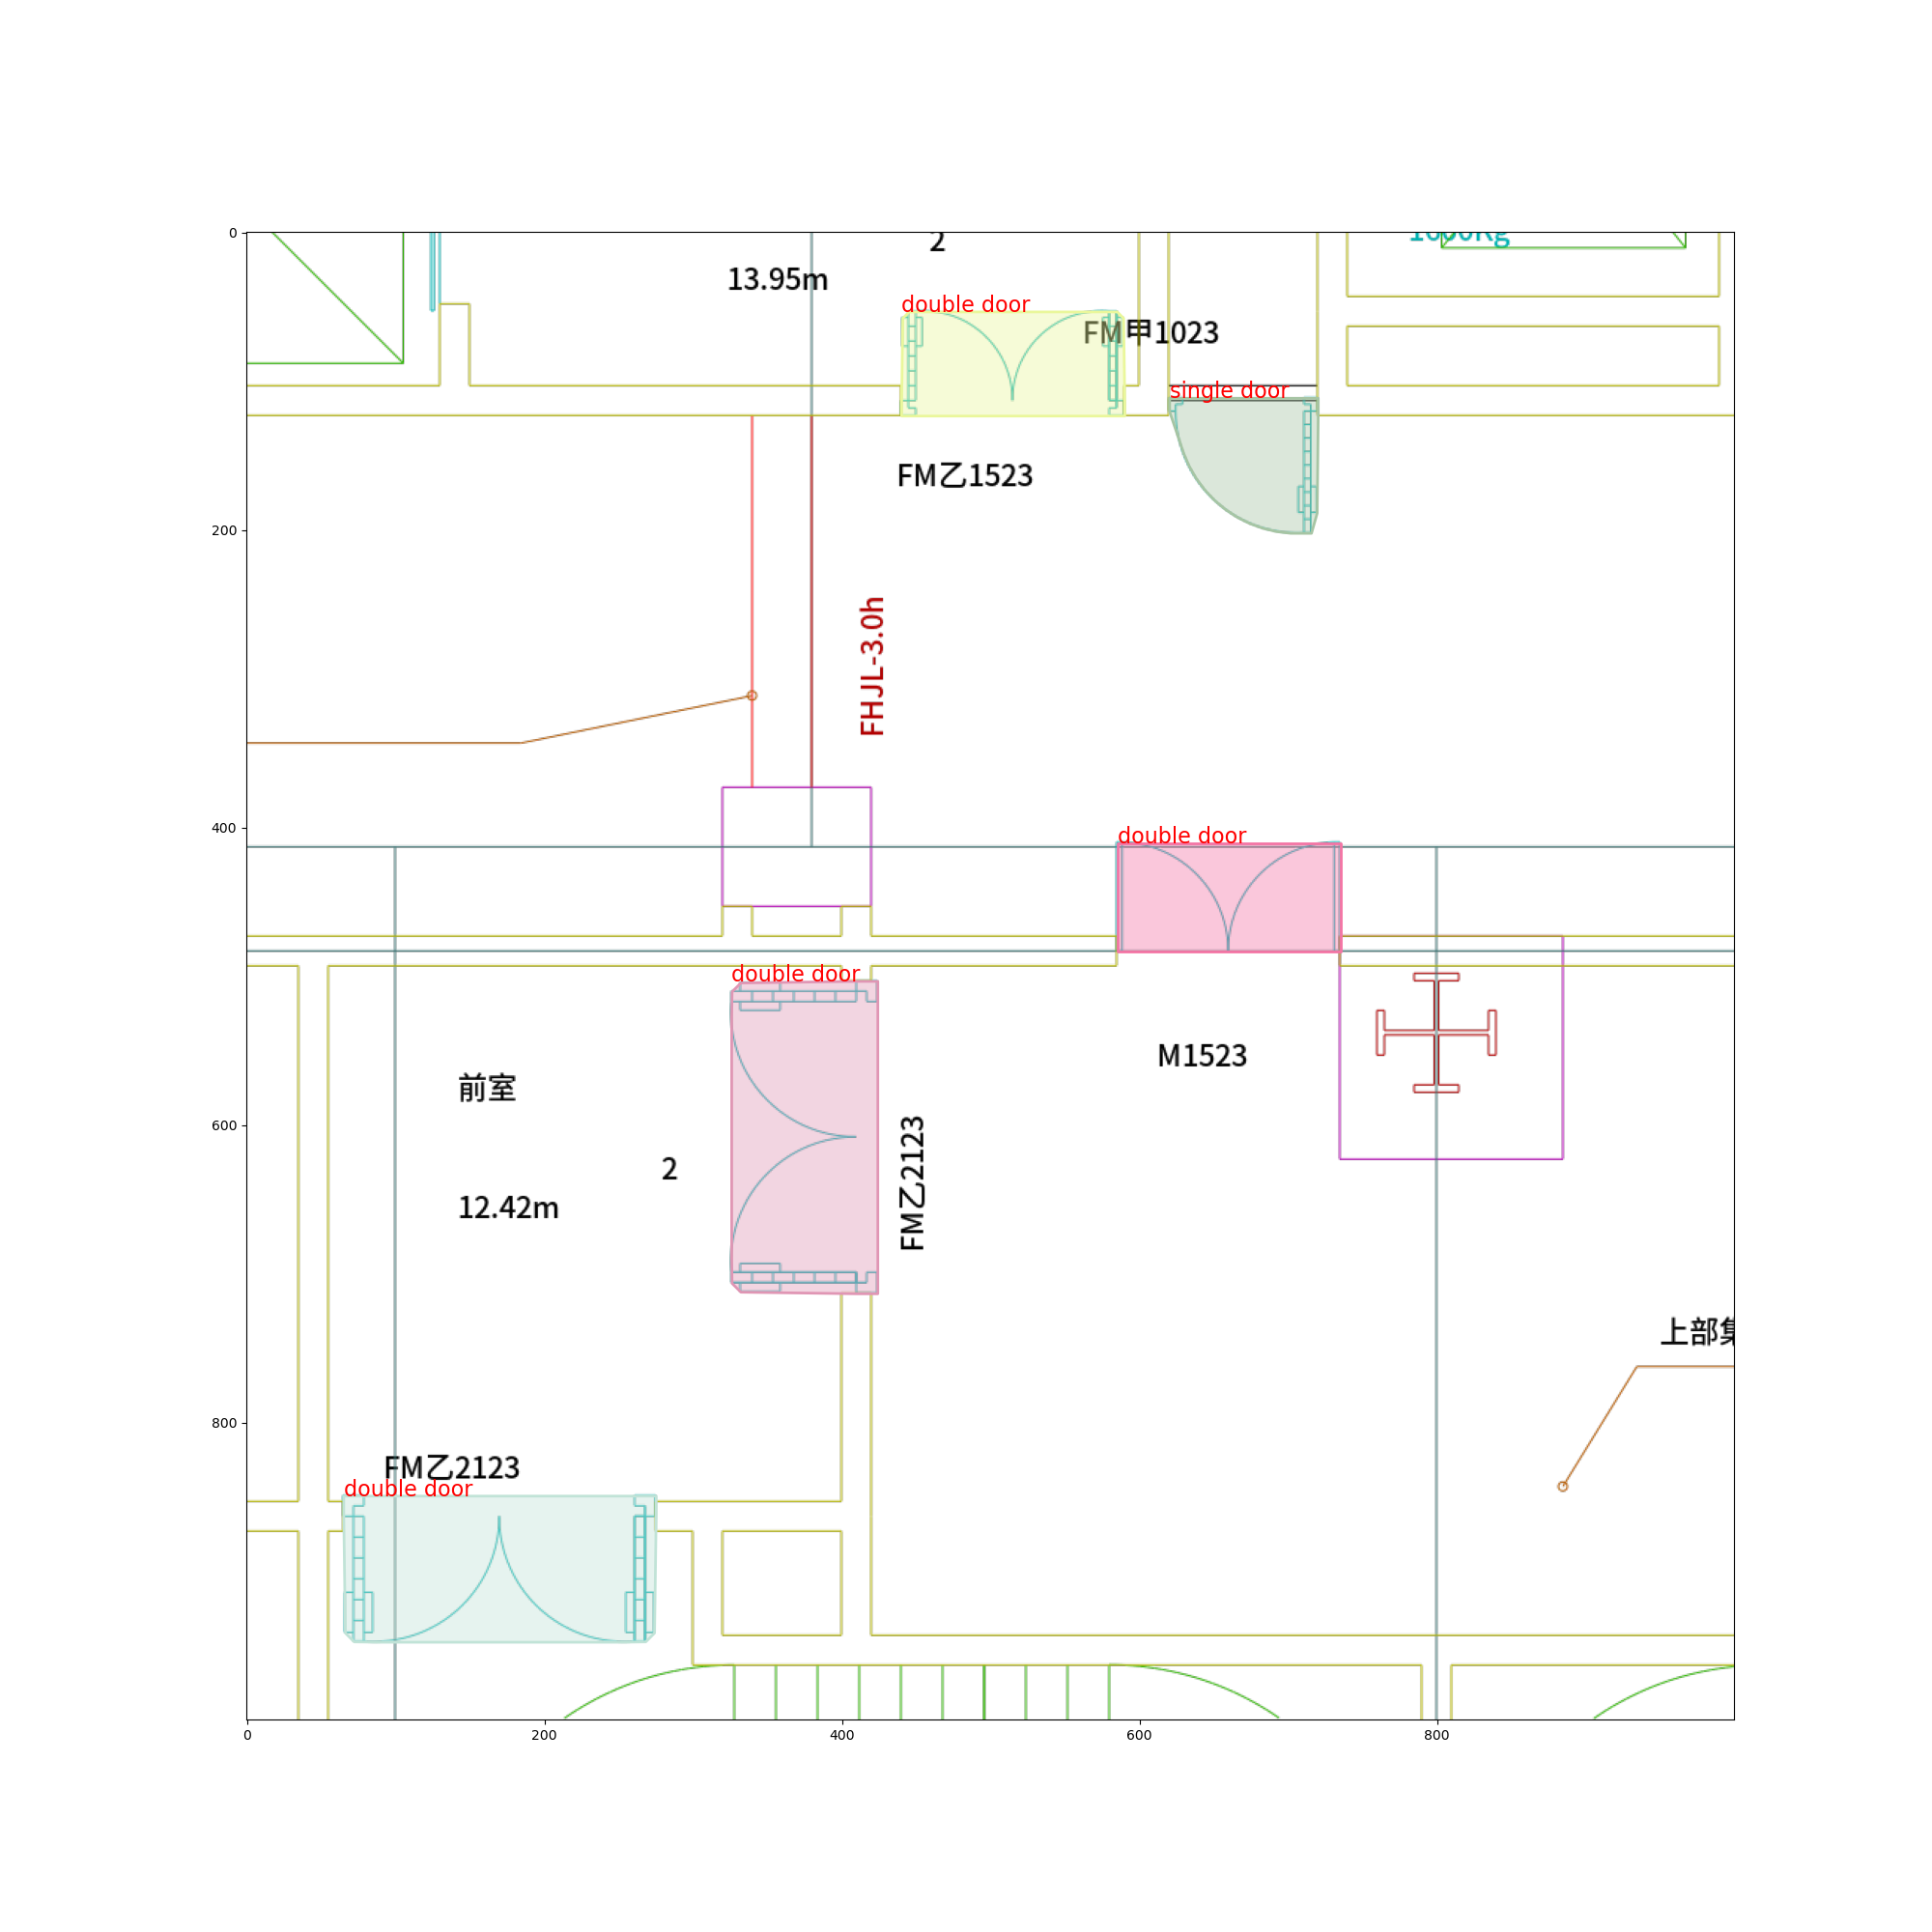 2
1600Kg
13.95m
double door
FM甲1023
single door
FM乙1523
FHJL-3.0h
double door
double door
M1523
前室
FM乙2123
2
12.42m
上部
FM乙2123
double door
0
200
400
600
800
0
200
400
600
800